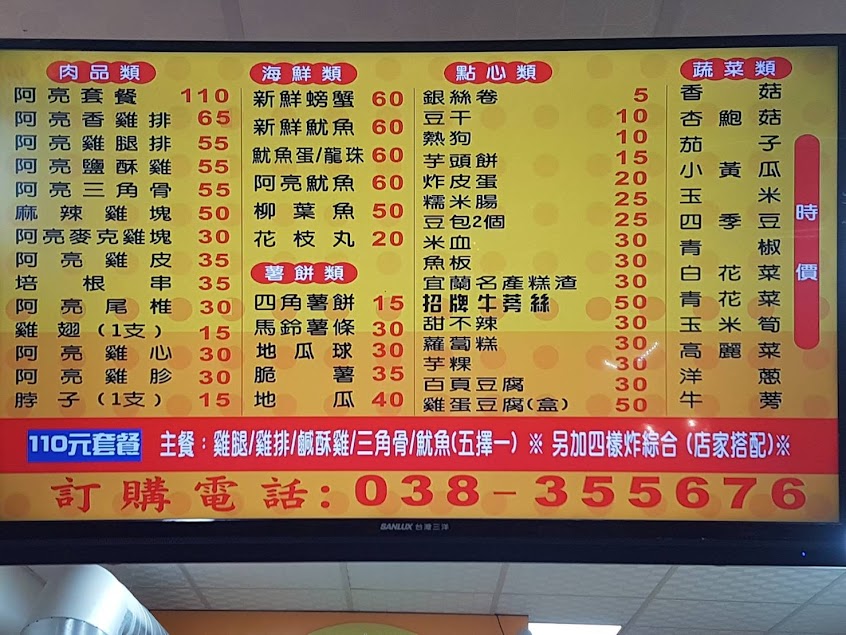 肉品類
阿亮套餐 110
阿亮香雞排 65
阿亮雞腿排 55
阿亮鹽酥雞 55
阿亮三角骨 55
麻辣雞塊 50
阿亮麥克雞塊 30
阿亮雞皮 35
培根串 35
阿亮尾椎 30
雞翅(1支) 15
阿亮雞心 30
阿亮雞胗 30
脖子(1支) 15
海鮮類
新鮮螃蟹 60
新鮮魷魚 60
魷魚蛋/龍珠 60
阿亮魷魚 60
柳葉魚 50
花枝丸 20
薯餅類
四角薯餅 15
馬鈴薯條 30
地瓜球 30
脆薯 35
地瓜 40
點心類
銀絲卷 5
豆干 10
熱狗 10
芋頭餅 15
炸皮蛋 20
糯米腸 25
豆包2個 25
米血 30
魚板 30
宜蘭名產糕渣 30
招牌牛蒡絲 50
甜不辣 30
蘿蔔糕 30
芋粿 30
百頁豆腐 30
雞蛋豆腐(盒) 50
蔬菜類
香菇
杏鮑菇
茄子
小黃瓜
玉米
四季豆
青椒
白花菜
青花菜
玉米筍
高麗菜
洋蔥
牛蒡
時價
110元套餐 主餐：雞腿/雞排/鹹酥雞/三角骨/魷魚(五擇一) ※ 另加四樣炸綜合 (店家搭配)※
訂購電話:038-355676
SANLUX 台灣三洋